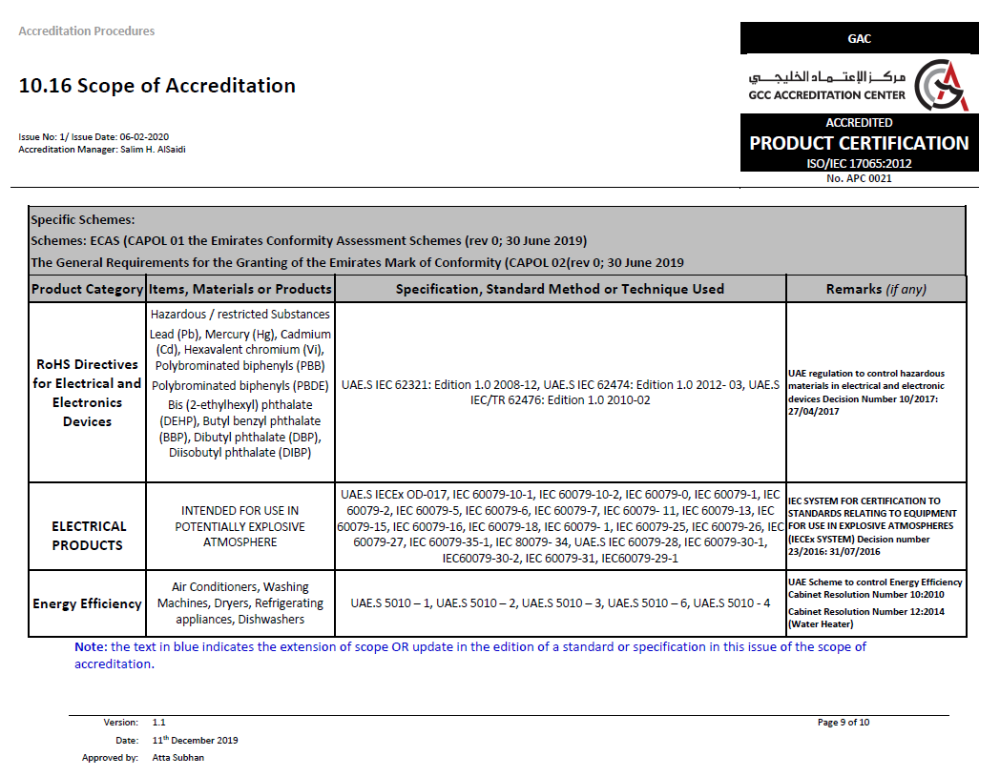 Accreditation Procedures
10.16 Scope of Accreditation
Issue No: 1/ Issue Date: 06-02-2020
Accreditation Manager: Salim H. AlSaidi
GAC
مركز الإعتماد الخليجي
GCC ACCREDITATION CENTER
ACCREDITED
PRODUCT CERTIFICATION
ISO/IEC 17065:2012
No. APC 0021
Specific Schemes:
Schemes: ECAS (CAPOL 01 the Emirates Conformity Assessment Schemes (rev 0; 30 June 2019)
The General Requirements for the Granting of the Emirates Mark of Conformity (CAPOL 02(rev 0; 30 June 2019
Product Category Items, Materials or Products Specification, Standard Method or Technique Used Remarks (if any)
RoHS Directives
for Electrical and
Electronics
Devices
Hazardous / restricted Substances
Lead (Pb), Mercury (Hg), Cadmium
(Cd), Hexavalent chromium (Vi),
Polybrominated biphenyls (PBB)
Polybrominated biphenyls (PBDE)
Bis (2-ethylhexyl) phthalate
(DEHP), Butyl benzyl phthalate
(BBP), Dibutyl phthalate (DBP),
Diisobutyl phthalate (DIBP)
UAE.S IEC 62321: Edition 1.0 2008-12, UAE.S IEC 62474: Edition 1.0 2012- 03, UAE.S
IEC/TR 62476: Edition 1.0 2010-02
UAE regulation to control hazardous
materials in electrical and electronic
devices Decision Number 10/2017:
27/04/2017
ELECTRICAL
PRODUCTS
INTENDED FOR USE IN
POTENTIALLY EXPLOSIVE
ATMOSPHERE
UAE.S IECEx OD-017, IEC 60079-10-1, IEC 60079-10-2, IEC 60079-0, IEC 60079-1, IEC
60079-2, IEC 60079-5, IEC 60079-6, IEC 60079-7, IEC 60079- 11, IEC 60079-13, IEC
60079-15, IEC 60079-16, IEC 60079-18, IEC 60079- 1, IEC 60079-25, IEC 60079-26, IEC
60079-27, IEC 60079-35-1, IEC 80079- 34, UAE.S IEC 60079-28, IEC 60079-30-1,
IEC60079-30-2, IEC 60079-31, IEC60079-29-1
IEC SYSTEM FOR CERTIFICATION TO
STANDARDS RELATING TO EQUIPMENT
FOR USE IN EXPLOSIVE ATMOSPHERES
(IECEx SYSTEM) Decision number
23/2016: 31/07/2016
Energy Efficiency
Air Conditioners, Washing
Machines, Dryers, Refrigerating
appliances, Dishwashers
UAE.S 5010 – 1, UAE.S 5010 – 2, UAE.S 5010 – 3, UAE.S 5010 – 6, UAE.S 5010 - 4
UAE Scheme to control Energy Efficiency
Cabinet Resolution Number 10:2010
Cabinet Resolution Number 12:2014
(Water Heater)
Note: the text in blue indicates the extension of scope OR update in the edition of a standard or specification in this issue of the scope of
accreditation.
Version: 1.1
Page 9 of 10
Date: 11th December 2019
Approved by: Atta Subhan